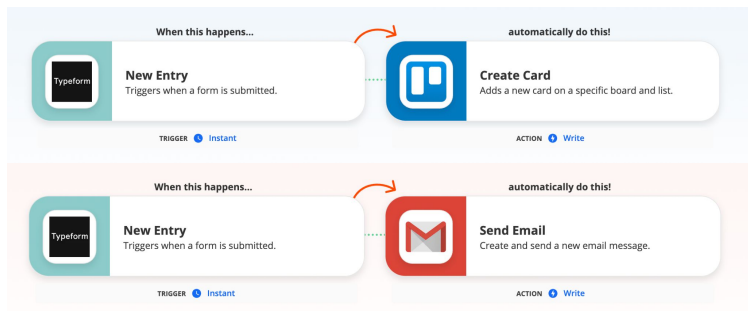 When this happens...
automatically do this!
Typeform
New Entry
Triggers when a form is submitted.
Create Card
Adds a new card on a specific board and list.
TRIGGER Instant
ACTION Write
When this happens...
automatically do this!
Typeform
New Entry
Triggers when a form is submitted.
Send Email
Create and send a new email message.
TRIGGER Instant
ACTION Write